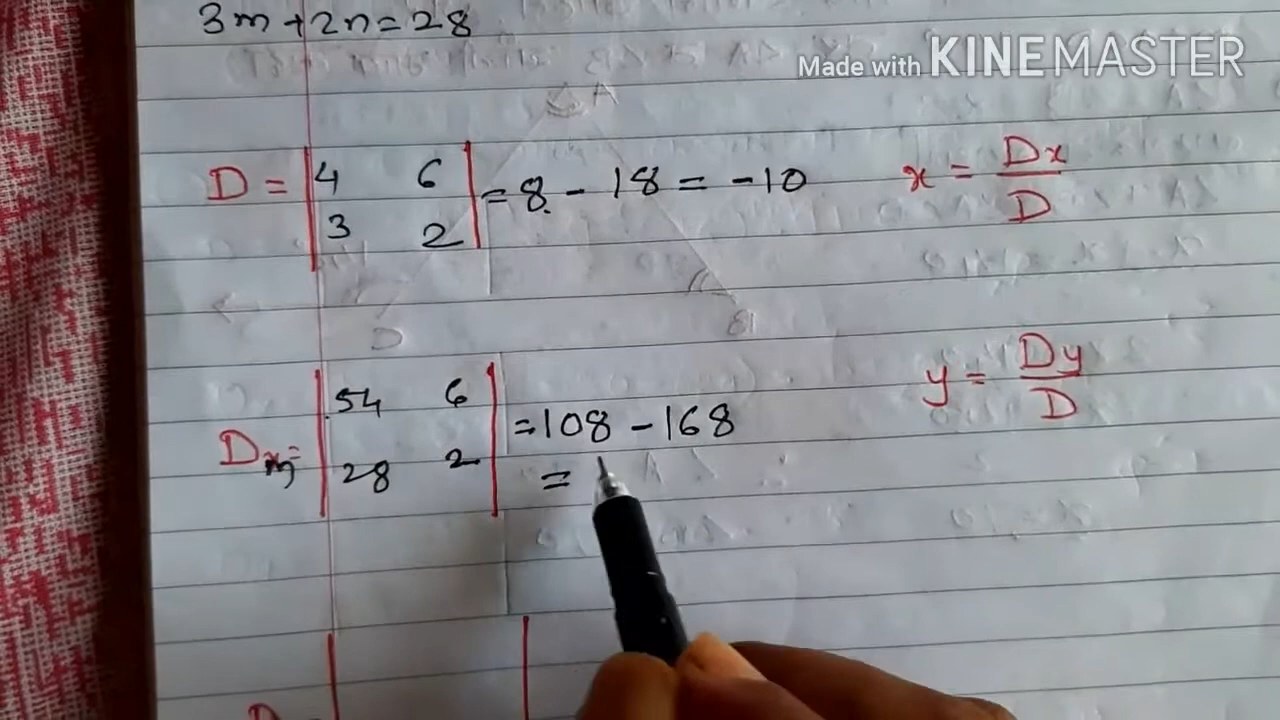 3m+2n=28
Made with KINEMASTER
D = | 4 6 | = 8 - 18 = -10
| 3 2 |
x = Dx / D
Dm = | 54 6 | = 108 - 168
| 28 2 | =
y = Dy / D
D